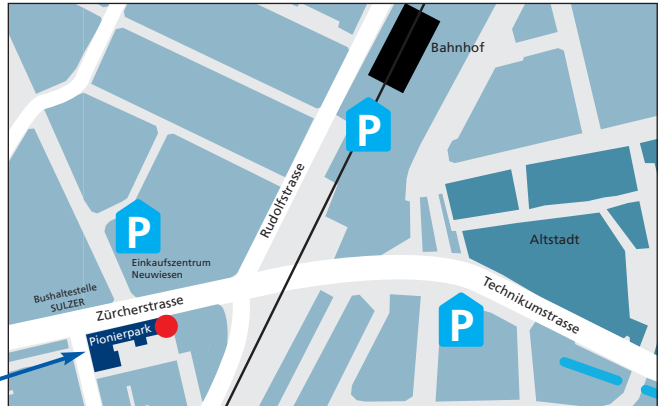 Bahnhof
P
Rudolfstrasse
P
Einkaufszentrum
Neuwiesen
Altstadt
Bushaltestelle
SULZER
Zürcherstrasse
Technikumstrasse
P
Pionierpark